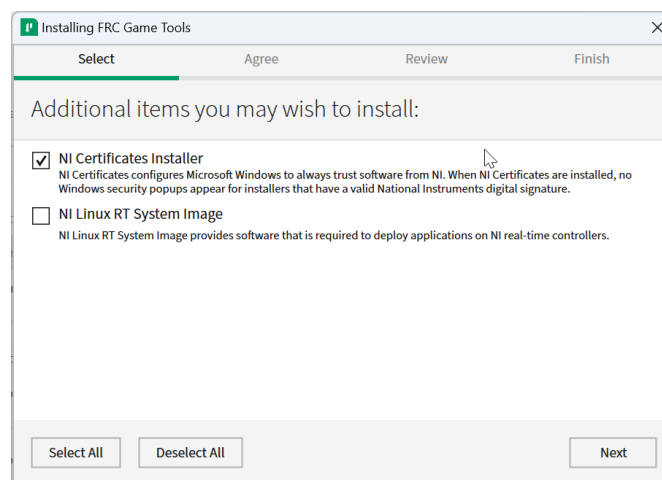 Installing FRC Game Tools
Select Agree Review Finish
Additional items you may wish to install:
NI Certificates Installer
NI Certificates configures Microsoft Windows to always trust software from NI. When NI Certificates are installed, no
Windows security popups appear for installers that have a valid National Instruments digital signature.
NI Linux RT System Image
NI Linux RT System Image provides software that is required to deploy applications on NI real-time controllers.
Select All Deselect All Next